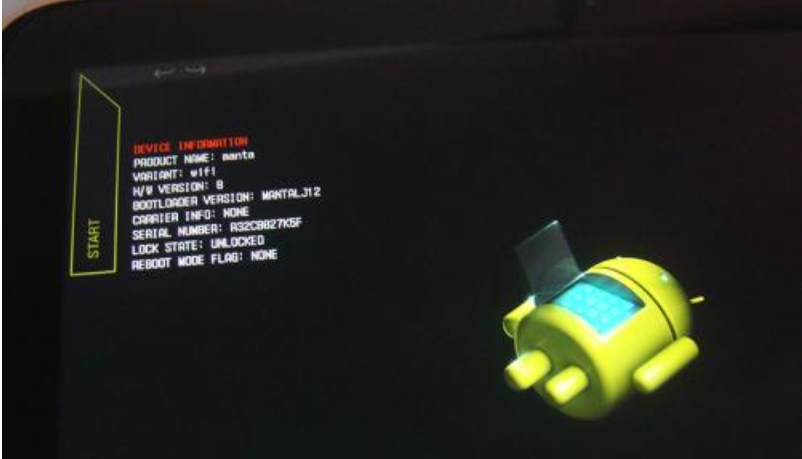 START
DEVICE INFORMATION
PRODUCT NAME: manta
VARIANT: wifi
H/W VERSION: 8
BOOTLOADER VERSION: MANTALJ12
CARRIER INFO: NONE
SERIAL NUMBER: R32CB827K5F
LOCK STATE: UNLOCKED
REBOOT MODE FLAG: NONE